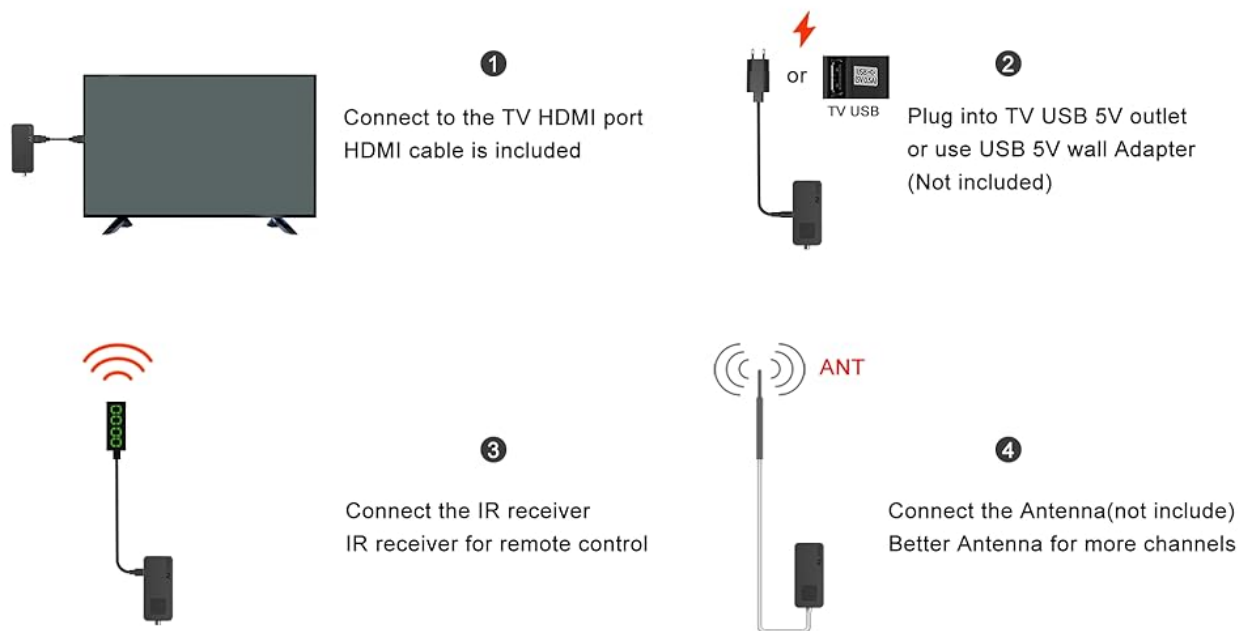 1
Connect to the TV HDMI port
HDMI cable is included
or
TV USB
2
Plug into TV USB 5V outlet
or use USB 5V wall Adapter
(Not included)
3
Connect the IR receiver
IR receiver for remote control
ANT
4
Connect the Antenna(not include)
Better Antenna for more channels